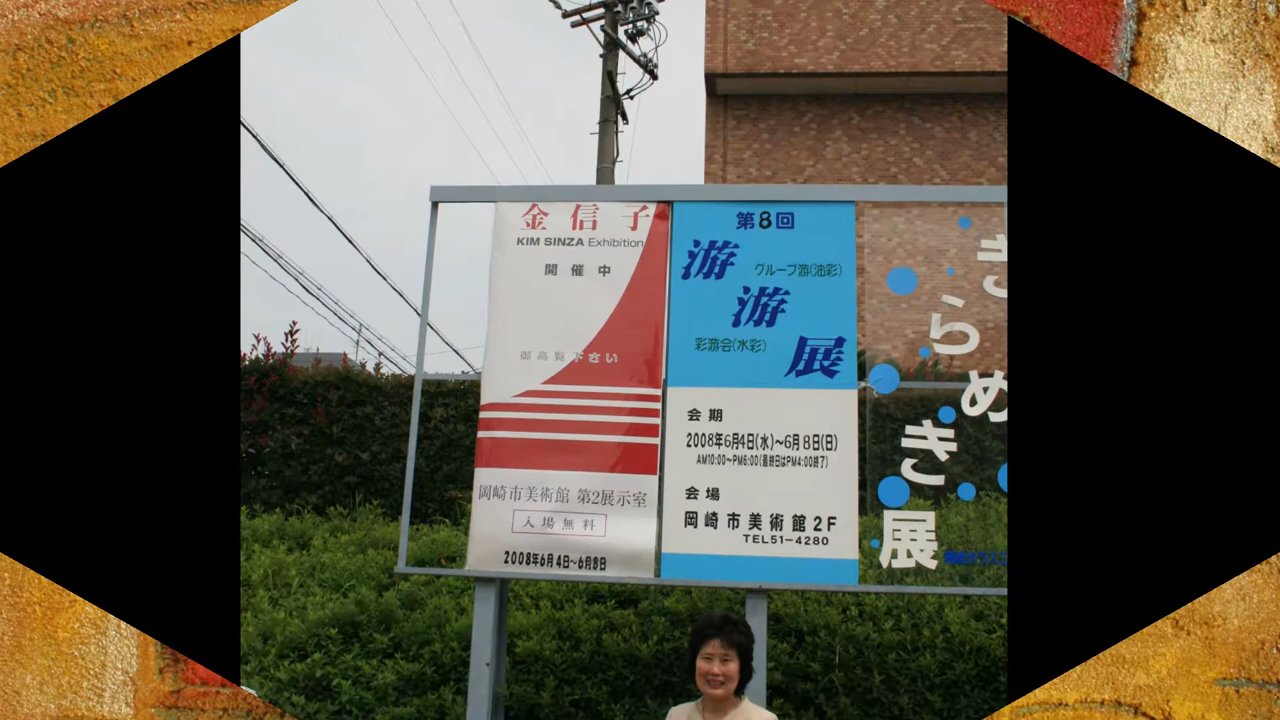 金信子
KIM SINZA Exhibition
開催中
御高覧下さい
岡崎市美術館 第2展示室
入場無料
2008年6月4日～6月8日
第8回
游游展
グループ游(油彩)
彩游会(水彩)
会期
2008年6月4日(水)～6月8日(日)
AM10:00～PM6:00(最終日はPM4:00終了)
会場
岡崎市美術館2F
TEL51-4280
きらめき展